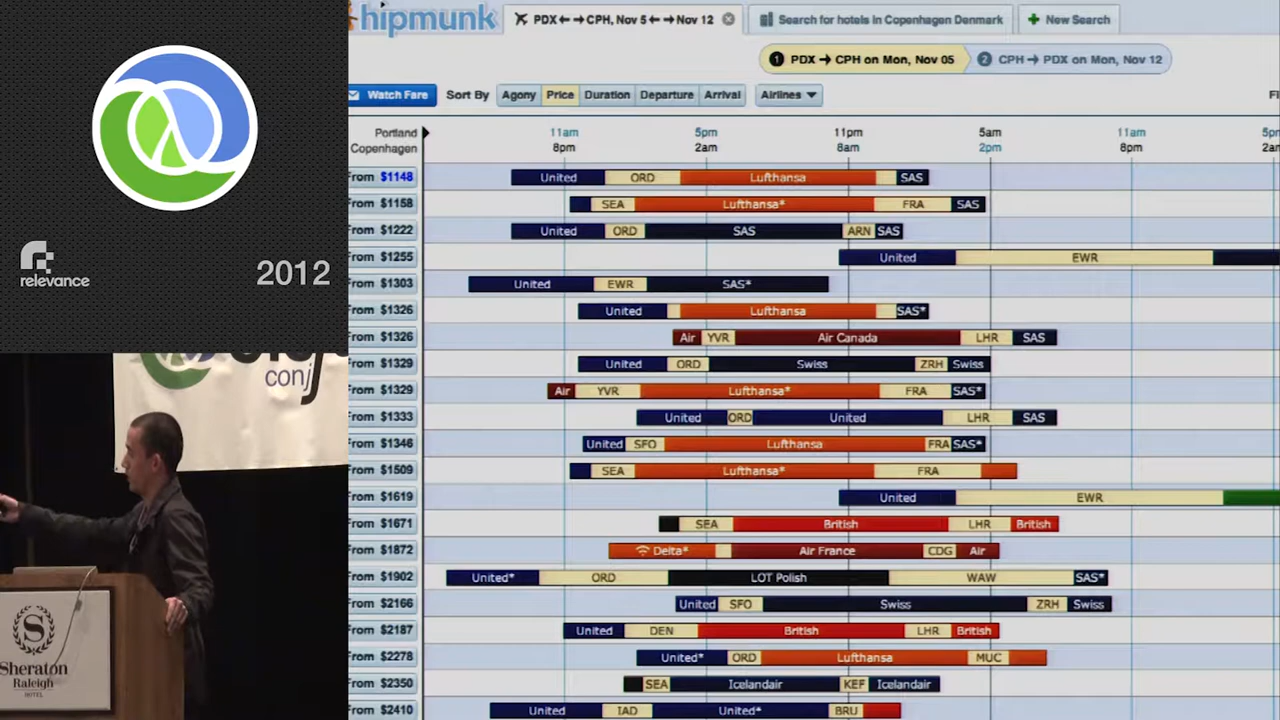 hipmunk
PDX ←→ CPH, Nov 5 ←→ Nov 12
Search for hotels in Copenhagen Denmark
New Search
1 PDX → CPH on Mon, Nov 05
2 CPH → PDX on Mon, Nov 12
Watch Fare
Sort By
Agony
Price
Duration
Departure
Arrival
Airlines
Portland 11am 5pm 11pm 5am 11am 5pm
Copenhagen 8pm 2am 8am 2pm 8pm
From $1148 United ORD Lufthansa SAS
From $1158 SEA Lufthansa* FRA SAS
From $1222 United ORD SAS ARN SAS
From $1255 United EWR
From $1303 United EWR SAS*
From $1326 United Lufthansa SAS*
From $1326 Air YVR Air Canada LHR SAS
From $1329 United ORD Swiss ZRH Swiss
From $1329 Air YVR Lufthansa* FRA SAS*
From $1333 United ORD United LHR SAS
From $1346 United SFO Lufthansa FRA SAS*
From $1509 SEA Lufthansa* FRA
From $1619 United EWR
From $1671 SEA British LHR British
From $1872 Delta* Air France CDG Air
From $1902 United* ORD LOT Polish WAW SAS*
From $2166 United SFO Swiss ZRH Swiss
From $2187 United DEN British LHR British
From $2278 United* ORD Lufthansa MUC
From $2350 SEA Icelandair KEF Icelandair
From $2410 United IAD United* BRU
relevance
2012
conj
S
Sheraton
Raleigh
HOTEL